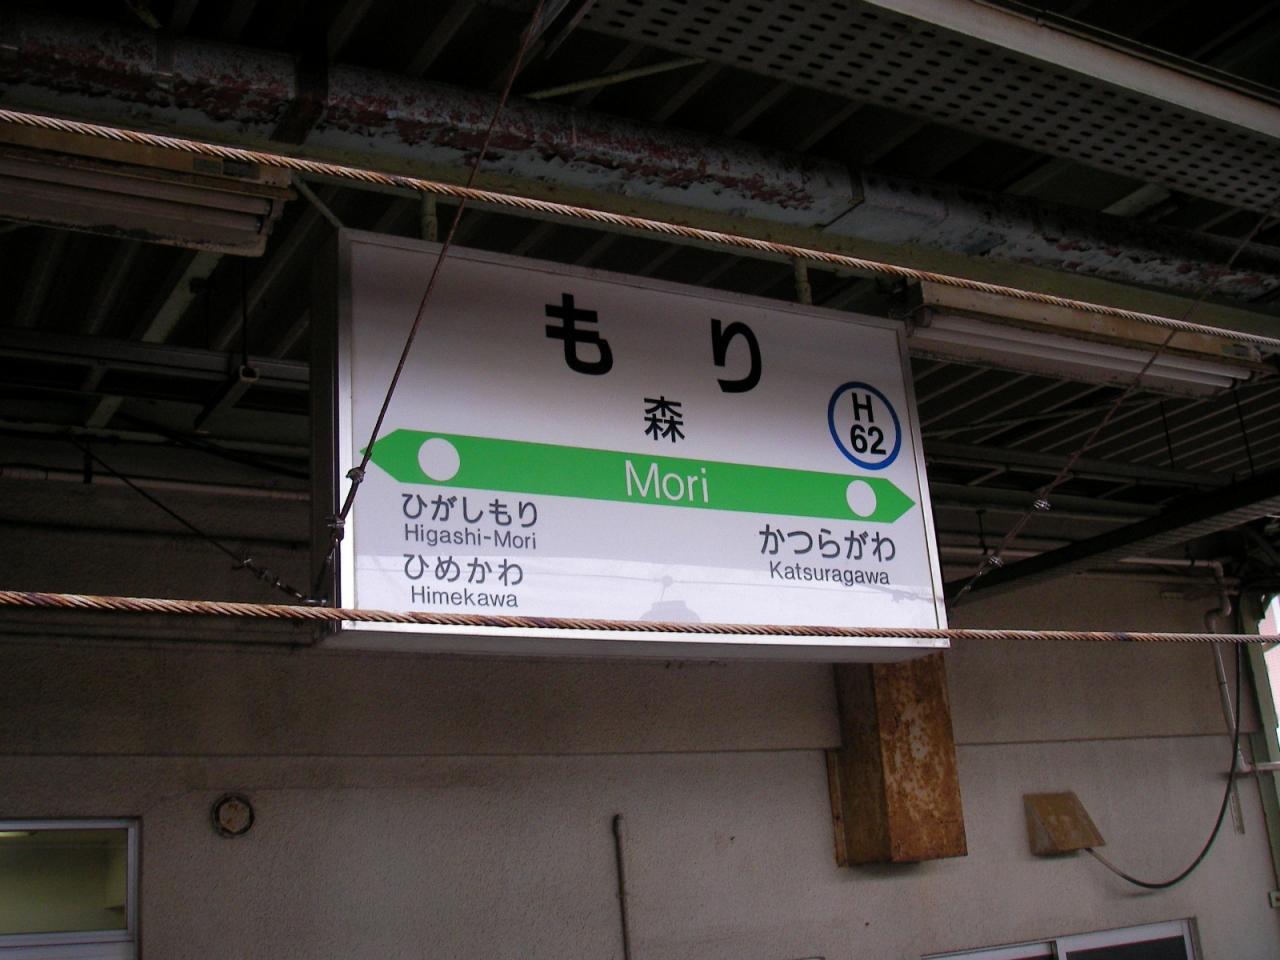 もり
森
H
62
Mori
ひがしもり
Higashi-Mori
ひめかわ
Himekawa
かつらがわ
Katsuragawa